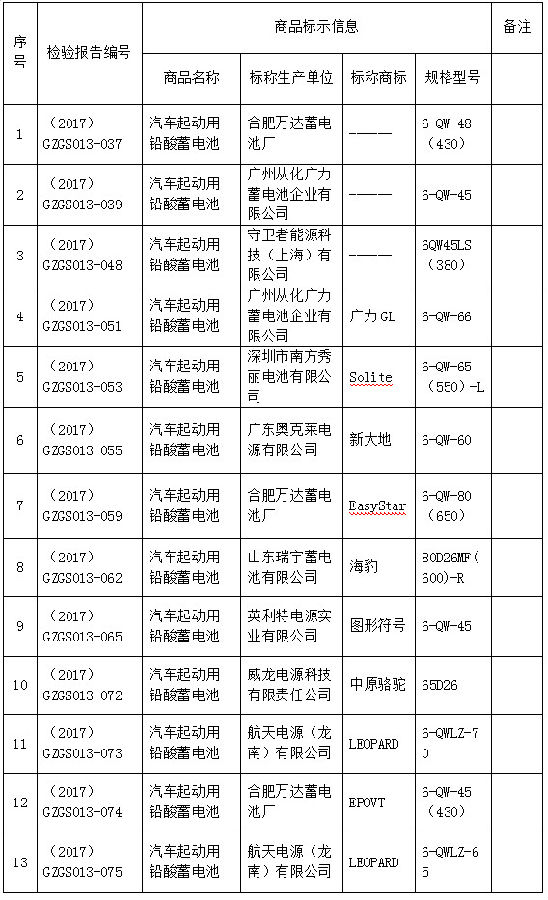 序号 检验报告编号 商品标示信息 备注
商品名称 标称生产单位 标称商标 规格型号
1 （2017）GZGS013-037 汽车起动用铅酸蓄电池 合肥万达蓄电池厂 ——— 6-QW-48（430）
2 （2017）GZGS013-039 汽车起动用铅酸蓄电池 广州从化广力蓄电池企业有限公司 ——— 6-QW-45
3 （2017）GZGS013-048 汽车起动用铅酸蓄电池 守卫者能源科技（上海）有限公司 ——— 6QW45LS（380）
4 （2017）GZGS013-051 汽车起动用铅酸蓄电池 广州从化广力蓄电池企业有限公司 广力GL 6-QW-66
5 （2017）GZGS013-053 汽车起动用铅酸蓄电池 深圳市南方秀丽电池有限公司 Solite 6-QW-65（550）-L
6 （2017）GZGS013-055 汽车起动用铅酸蓄电池 广东奥克莱电源有限公司 新大地 6-QW-60
7 （2017）GZGS013-059 汽车起动用铅酸蓄电池 合肥万达蓄电池厂 EasyStar 6-QW-80（650）
8 （2017）GZGS013-062 汽车起动用铅酸蓄电池 山东瑞宇蓄电池有限公司 海豹 80D26MF(600)-R
9 （2017）GZGS013-065 汽车起动用铅酸蓄电池 英利特电源实业有限公司 图形符号 6-QW-45
10 （2017）GZGS013-072 汽车起动用铅酸蓄电池 威龙电源科技有限责任公司 中原骆驼 65D26
11 （2017）GZGS013-073 汽车起动用铅酸蓄电池 航天电源（龙南）有限公司 LEOPARD 6-QWLZ-70
12 （2017）GZGS013-074 汽车起动用铅酸蓄电池 合肥万达蓄电池厂 EPOVT 6-QW-45（430）
13 （2017）GZGS013-075 汽车起动用铅酸蓄电池 航天电源（龙南）有限公司 LEOPARD 6-QWLZ-65